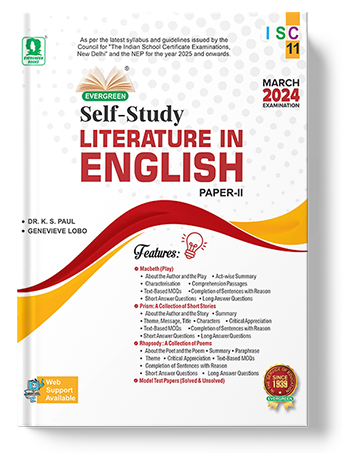 As per the latest syllabus and guidelines issued by the
Council for "The Indian School Certificate Examinations,
New Delhi" and the NEP for the year 2025 and onwards.
ISC
11
EVERGREEN
MARCH
2024
EXAMINATION
Self-Study
LITERATURE IN
ENGLISH
PAPER-II
• DR. K. S. PAUL
• GENEVIEVE LOBO
Features:
Macbeth (Play)
• About the Author and the Play • Act-wise Summary
• Characterisation • Comprehension Passages
• Text-Based MCQs • Completion of Sentences with Reason
• Short Answer Questions • Long Answer Questions
Prism: A Collection of Short Stories
• About the Author and the Story • Summary
• Theme, Message, Title • Characters • Critical Appreciation
• Text-Based MCQs • Completion of Sentences with Reason
• Short Answer Questions • Long Answer Questions
Rhapsody: A Collection of Poems
• About the Poet and the Poem • Summary • Paraphrase
• Theme • Critical Appreciation • Text-Based MCQs
• Completion of Sentences with Reason
• Short Answer Questions • Long Answer Questions
Model Test Papers (Solved & Unsolved)
Web
Support
Available
SINCE
1939
EVERGREEN